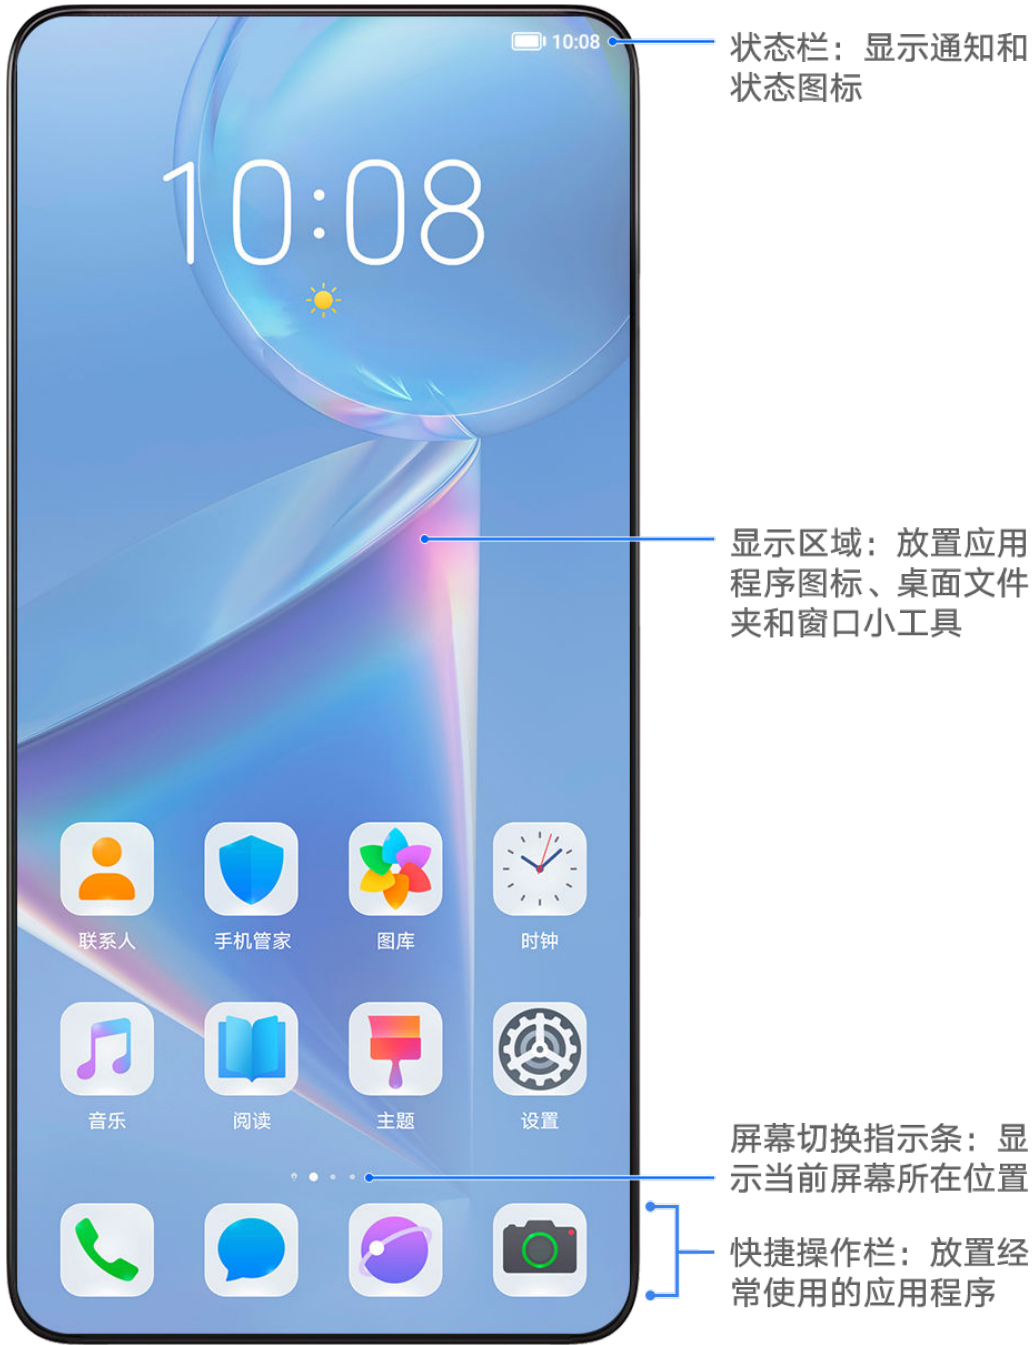 10:08
状态栏：显示通知和
状态图标
10:08
显示区域：放置应用
程序图标、桌面文件
夹和窗口小工具
联系人 手机管家 图库 时钟
音乐 阅读 主题 设置
屏幕切换指示条：显
示当前屏幕所在位置
快捷操作栏：放置经
常使用的应用程序